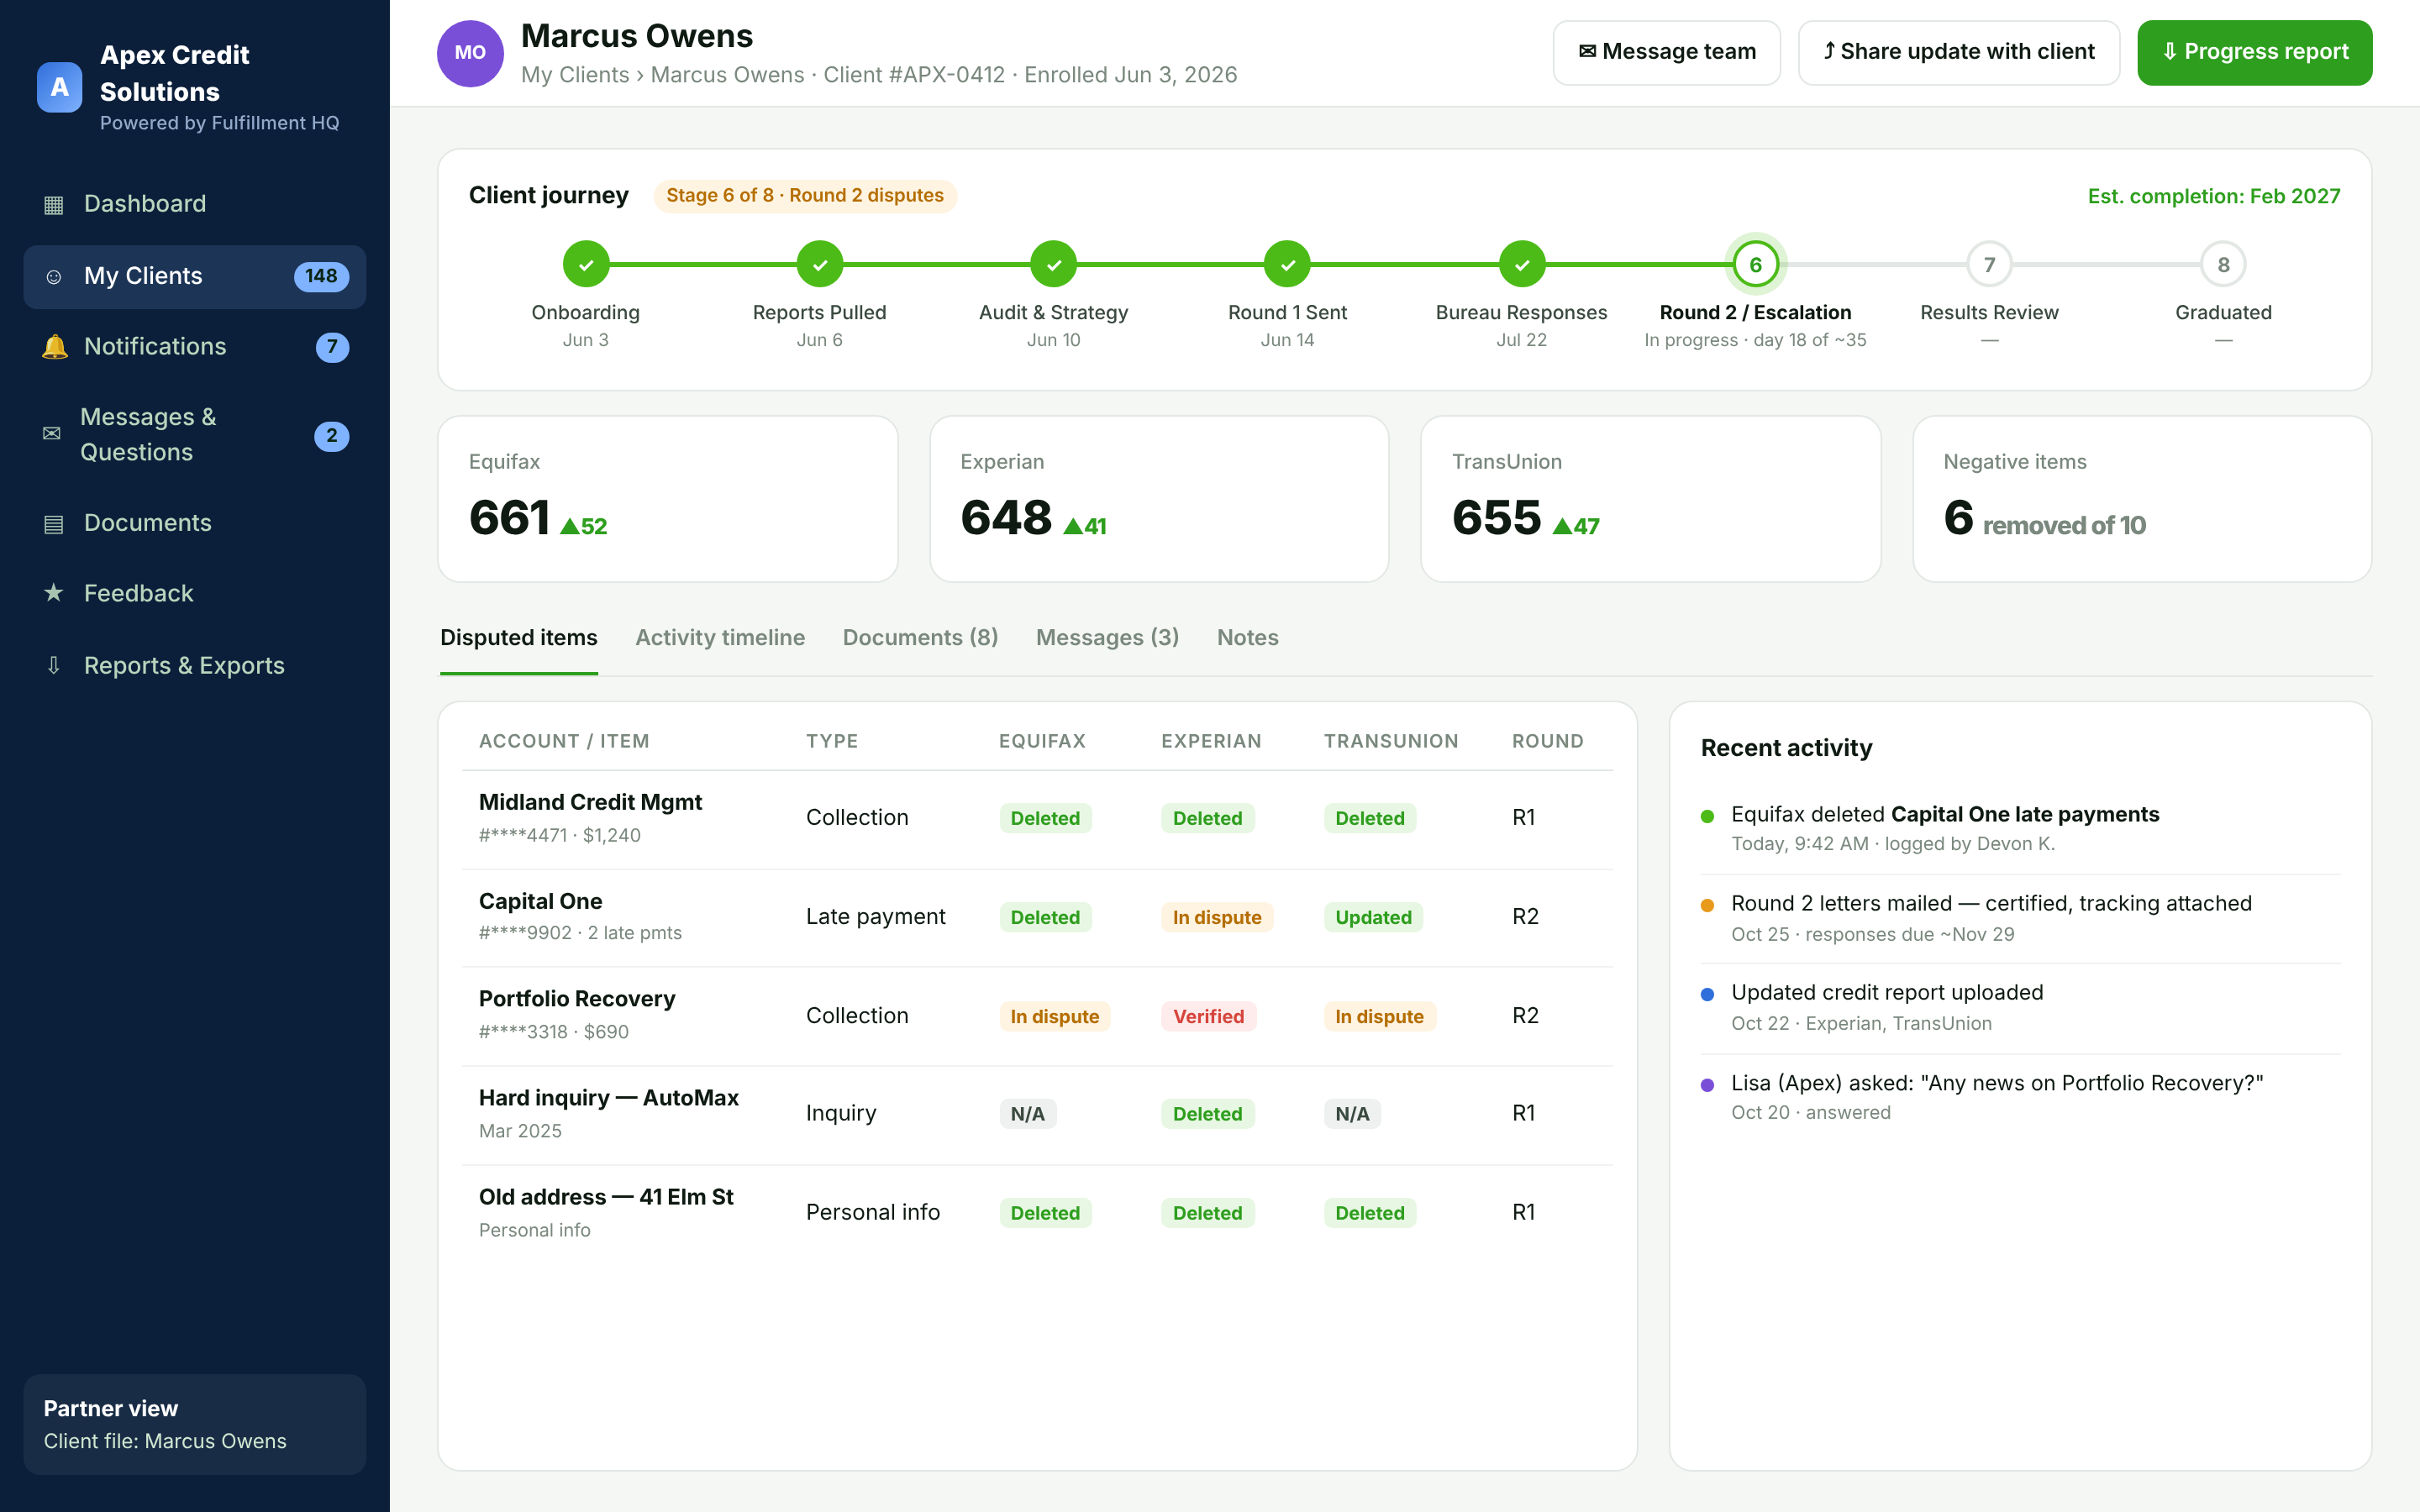 A
Apex Credit
Solutions
Powered by Fulfillment HQ
Dashboard
My Clients 148
Notifications 7
Messages &
Questions 2
Documents
Feedback
Reports & Exports
Partner view
Client file: Marcus Owens
MO
Marcus Owens
My Clients › Marcus Owens · Client #APX-0412 · Enrolled Jun 3, 2026
✉ Message team
⤴ Share update with client
⇩ Progress report
Client journey Stage 6 of 8 · Round 2 disputes Est. completion: Feb 2027
✓ ✓ ✓ ✓ ✓ 6 7 8
Onboarding Reports Pulled Audit & Strategy Round 1 Sent Bureau Responses Round 2 / Escalation Results Review Graduated
Jun 3 Jun 6 Jun 10 Jun 14 Jul 22 In progress · day 18 of ~35 — —
Equifax
661 ▲52
Experian
648 ▲41
TransUnion
655 ▲47
Negative items
6 removed of 10
Disputed items Activity timeline Documents (8) Messages (3) Notes
ACCOUNT / ITEM TYPE EQUIFAX EXPERIAN TRANSUNION ROUND
Midland Credit Mgmt
#****4471 · $1,240
Collection Deleted Deleted Deleted R1
Capital One
#****9902 · 2 late pmts
Late payment Deleted In dispute Updated R2
Portfolio Recovery
#****3318 · $690
Collection In dispute Verified In dispute R2
Hard inquiry — AutoMax
Mar 2025
Inquiry N/A Deleted N/A R1
Old address — 41 Elm St
Personal info
Personal info Deleted Deleted Deleted R1
Recent activity
Equifax deleted Capital One late payments
Today, 9:42 AM · logged by Devon K.
Round 2 letters mailed — certified, tracking attached
Oct 25 · responses due ~Nov 29
Updated credit report uploaded
Oct 22 · Experian, TransUnion
Lisa (Apex) asked: "Any news on Portfolio Recovery?"
Oct 20 · answered